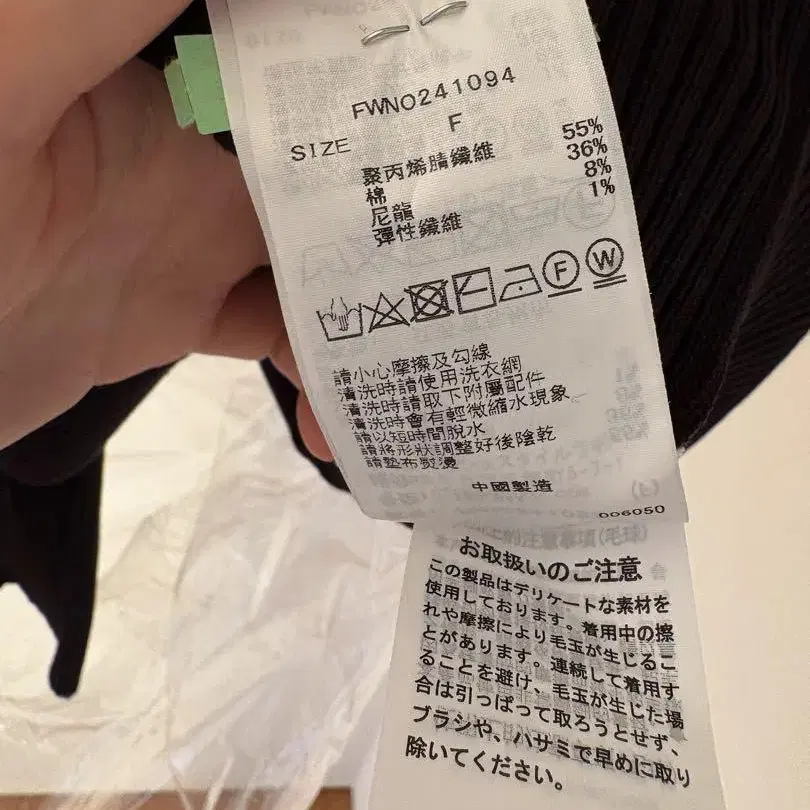 FWNO241094
SIZE F
聚丙烯腈纖維 55%
棉 36%
尼龍 8%
彈性纖維 1%
F W
請小心摩擦及勾線
清洗時請使用洗衣網
清洗時請取下附屬配件
清洗時會有輕微縮水現象
請以短時間脫水
請將形狀調整好後陰乾
請墊布熨燙
中國製造
006050
お取扱いのご注意
この製品はデリケートな素材を
使用しております。着用中の擦
れや摩擦により毛玉が生じるこ
とがあります。連続して着用す
ることを避け、毛玉が生じた場
合は引っぱって取ろうとせず、
ブラシや、ハサミで早めに取り
除いてください。